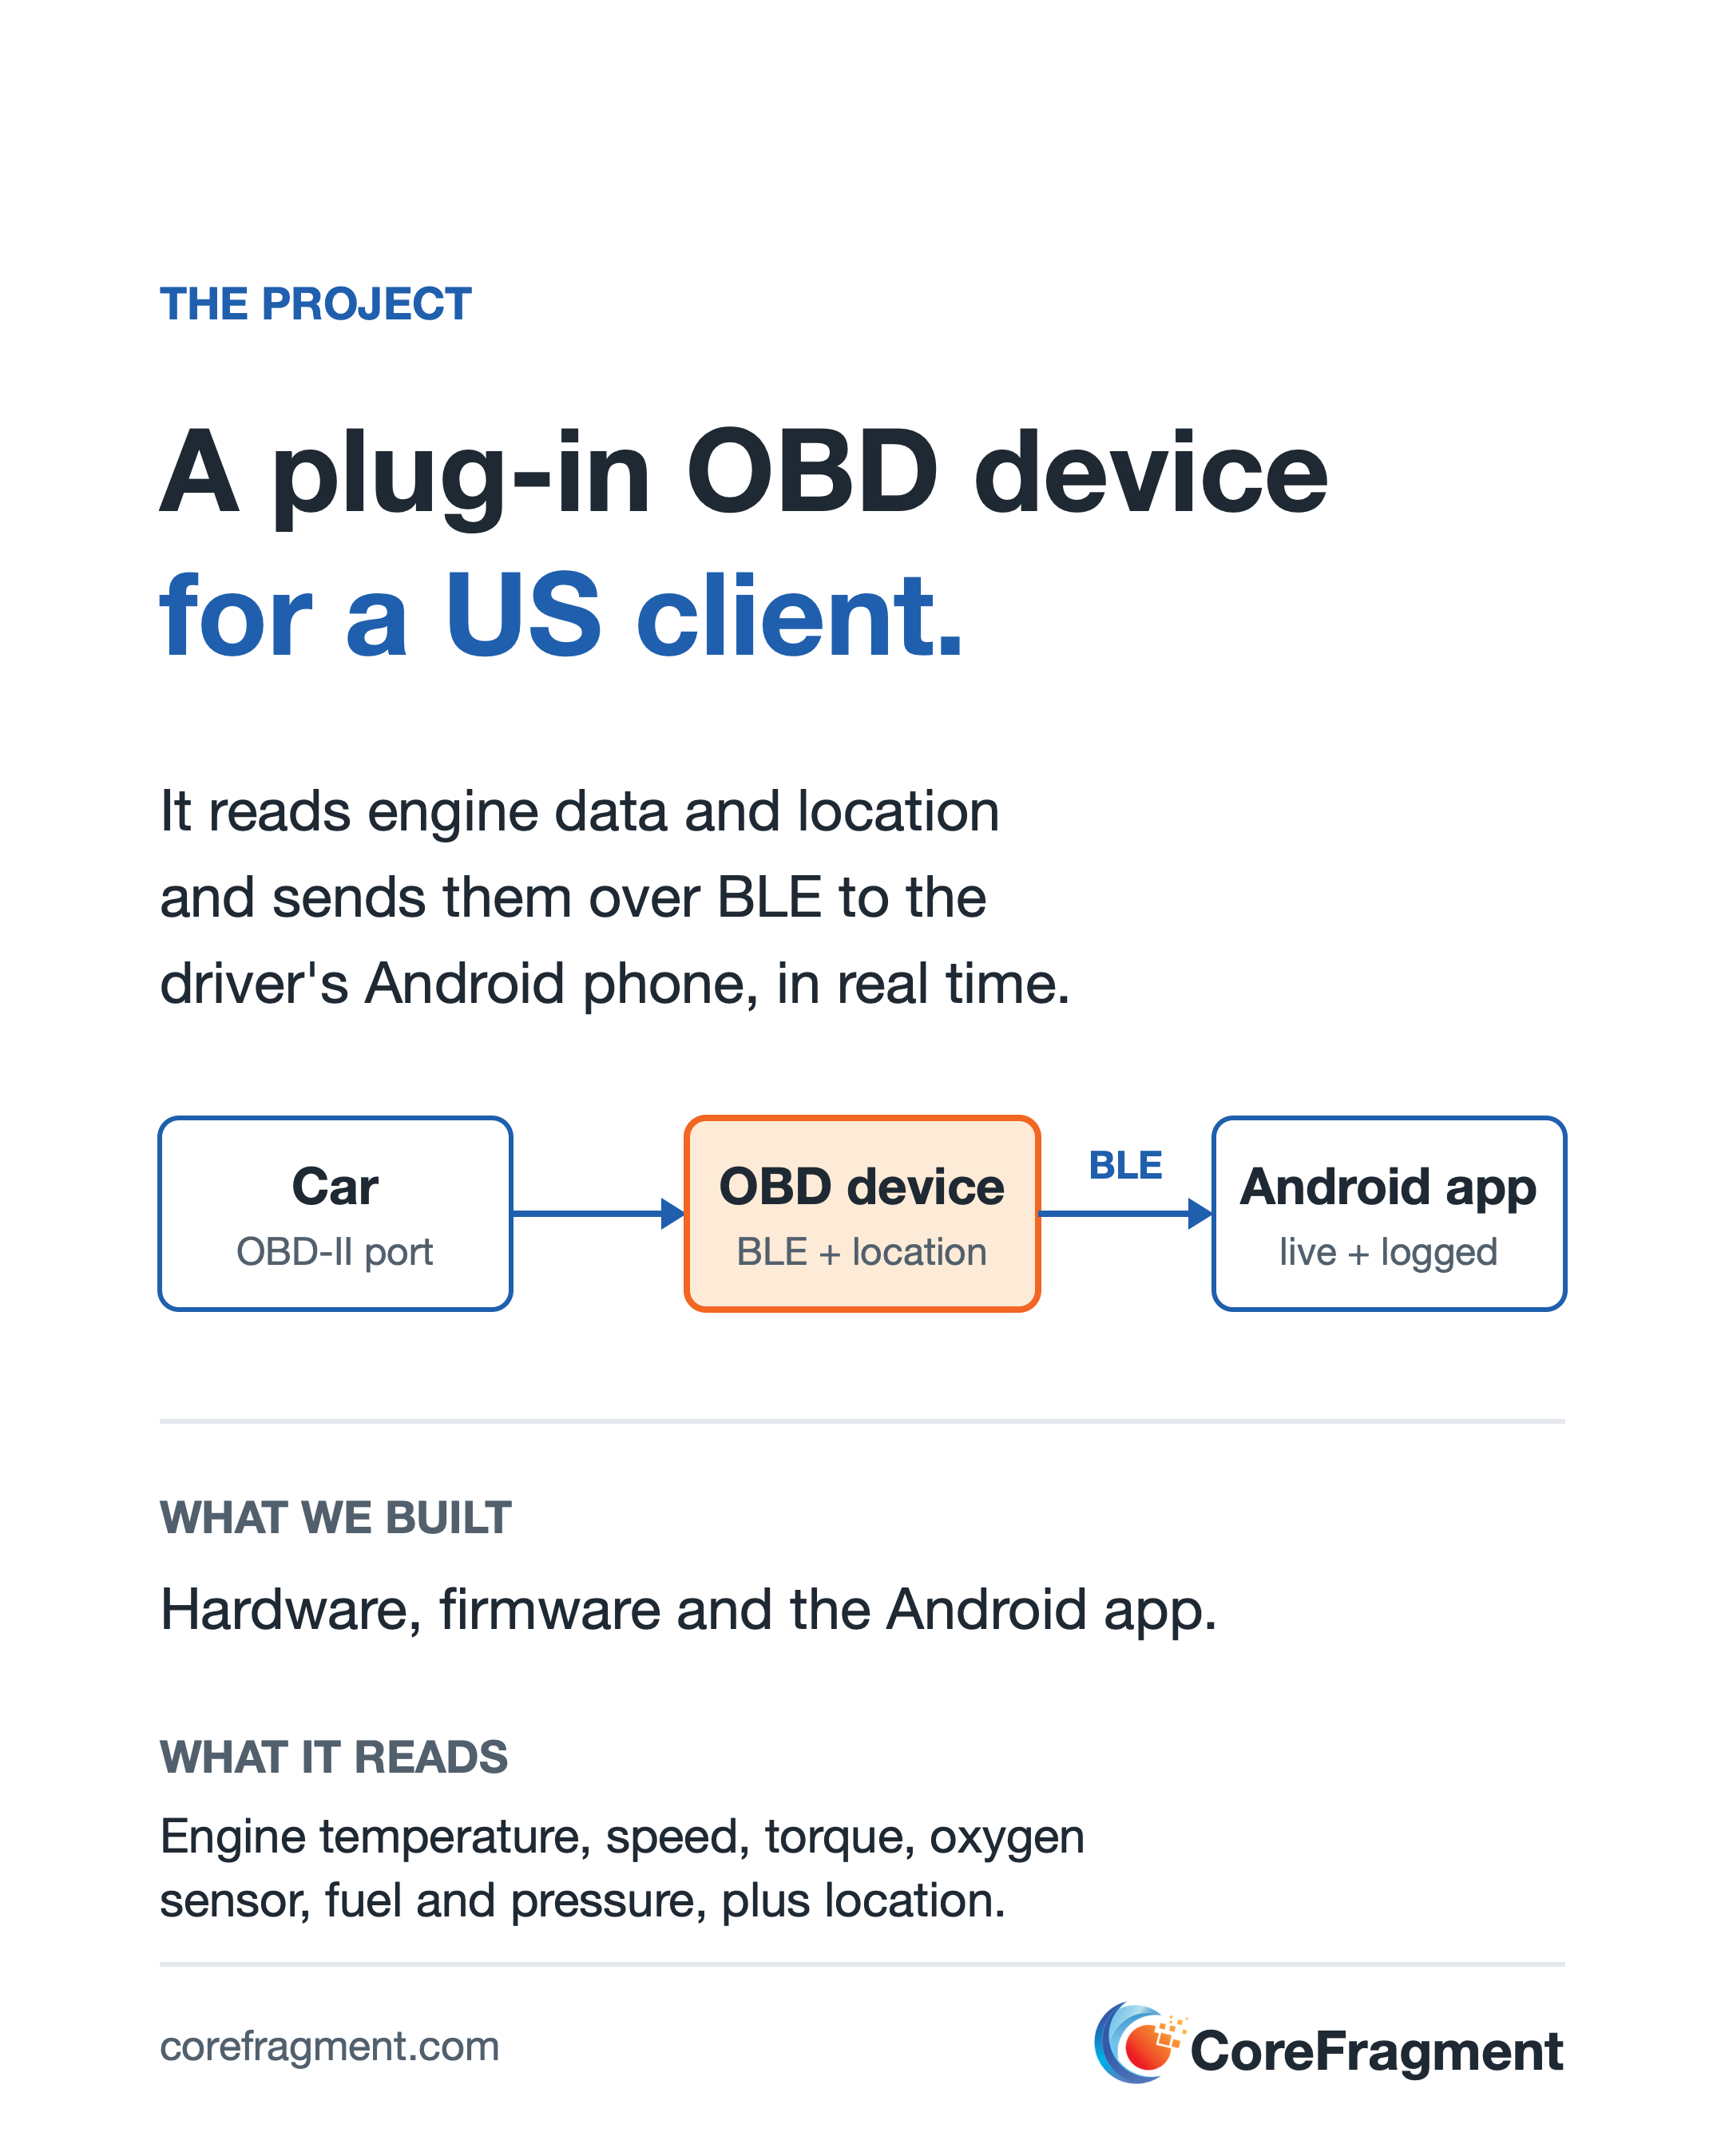 THE PROJECT
A plug-in OBD device
for a US client.
It reads engine data and location
and sends them over BLE to the
driver's Android phone, in real time.
Car
OBD-II port
OBD device
BLE + location
BLE
Android app
live + logged
WHAT WE BUILT
Hardware, firmware and the Android app.
WHAT IT READS
Engine temperature, speed, torque, oxygen
sensor, fuel and pressure, plus location.
corefragment.com
CoreFragment